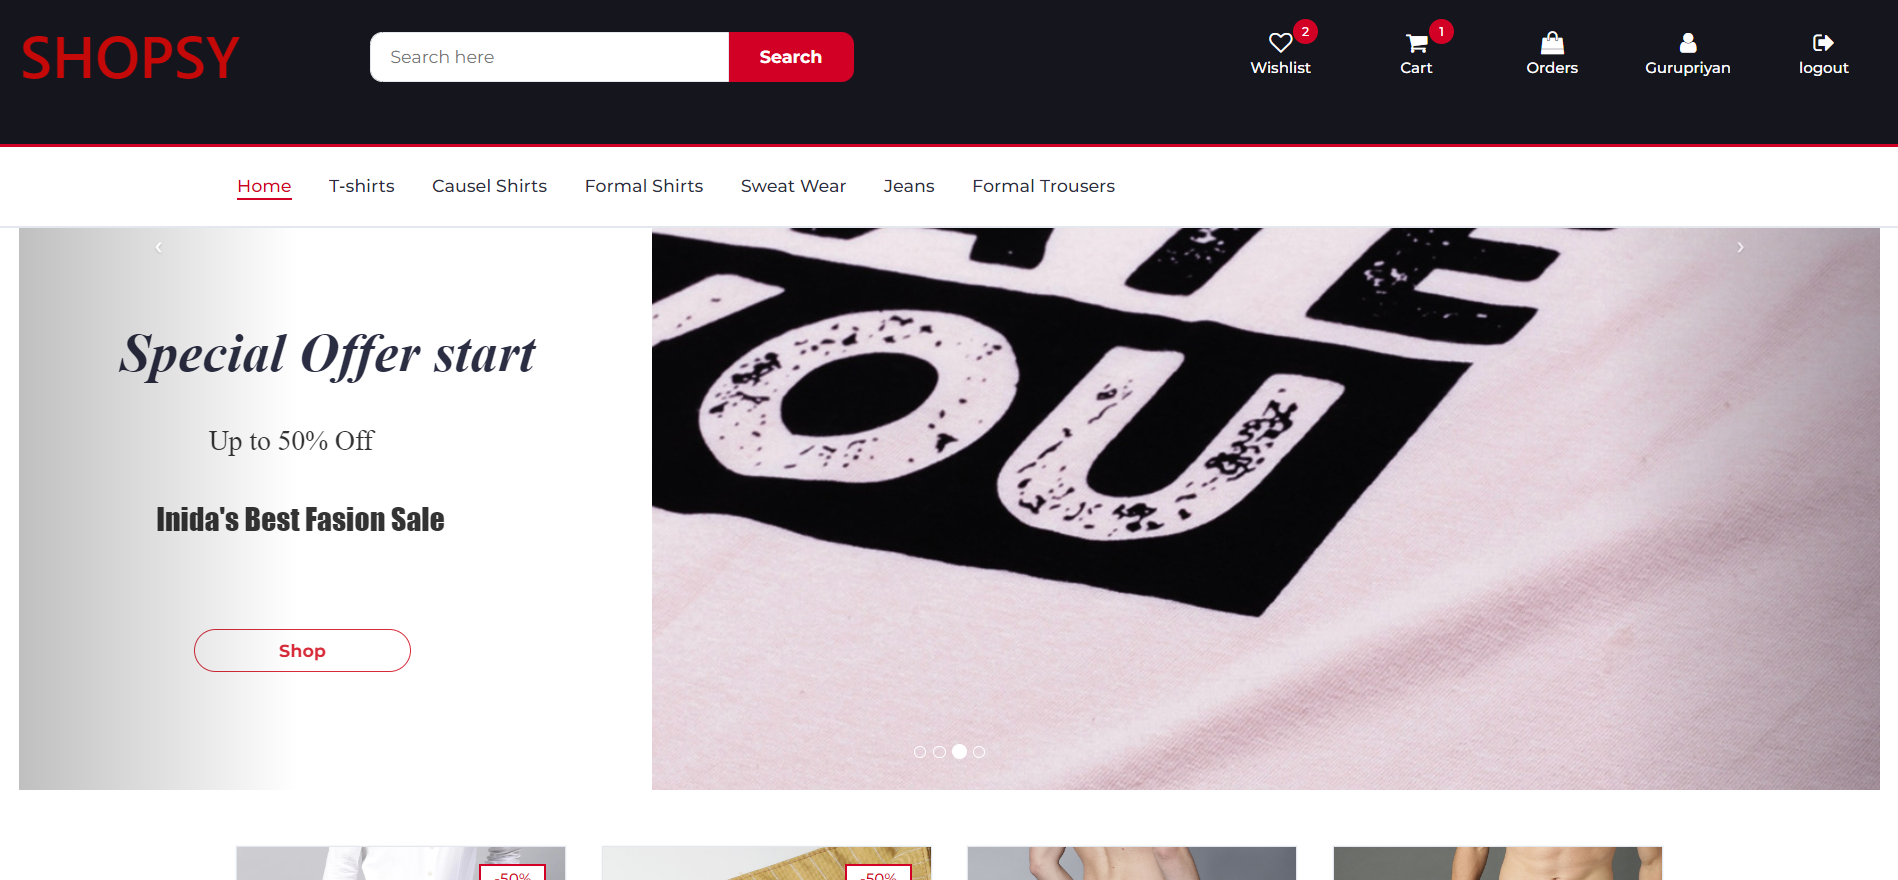 SHOPSY
Search here
Search
2
Wishlist
1
Cart
Orders
Gurupriyan
logout
Home
T-shirts
Causel Shirts
Formal Shirts
Sweat Wear
Jeans
Formal Trousers
Special Offer start
Up to 50% Off
Inida's Best Fasion Sale
Shop
OU
-50%
-50%